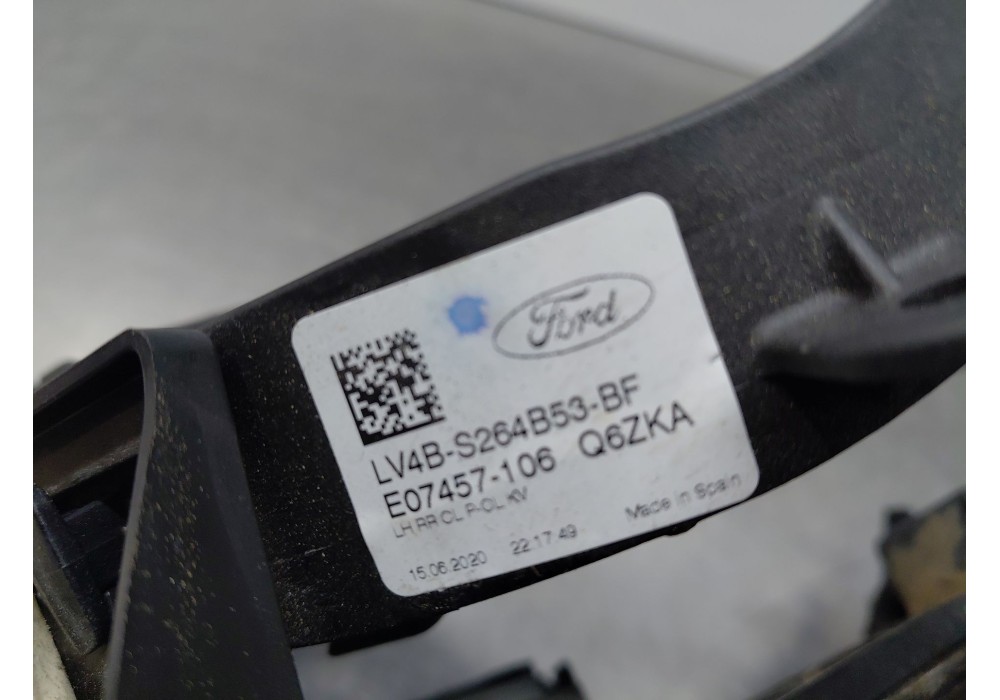 Ford
LV4B-S264B53-BF
E07457-106 Q6ZKA
LH RR CL P-CL KV
15.06.2020 22:17:49 Made in Spain